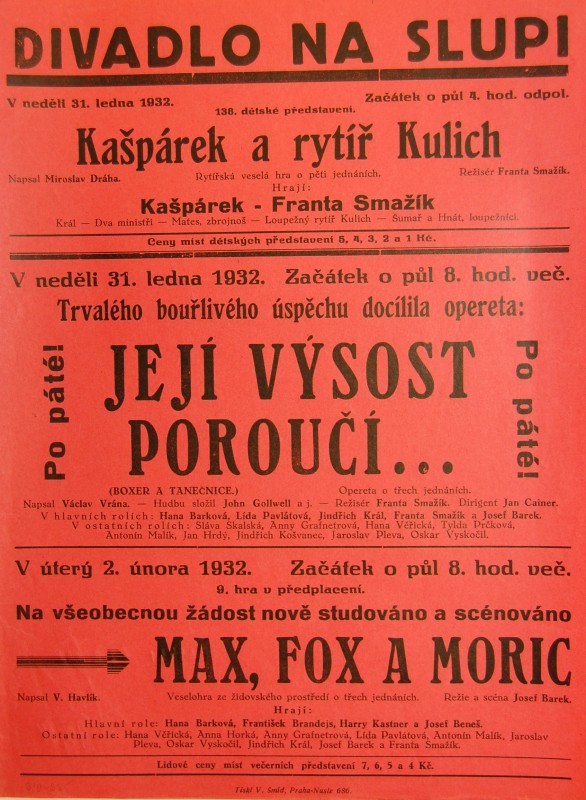 DIVADLO NA SLUPI
V neděli 31. ledna 1932. Začátek o půl 4. hod. odpol.
136. dětské představení.
Kašpárek a rytíř Kulich
Napsal Miroslav Dráha. Rytířská veselá hra o pěti jednáních. Režisér Franta Smažík.
Hrají:
Kašpárek - Franta Smažík
Král — Dva ministři — Mates, zbrojnoš — Loupežný rytíř Kulich — Šumař a Hnát, loupežníci.
Ceny míst dětských představení 5, 4, 3, 2 a 1 Kč.
V neděli 31. ledna 1932. Začátek o půl 8. hod. več.
Trvalého bouřlivého úspěchu docílila opereta:
Po páté!
JEJÍ VÝSOST
POROUČÍ...
Po páté!
(BOXER A TANEČNICE.) Opereta o třech jednáních.
Napsal Václav Vrána. — Hudbu složil John Gollwell a j. — Režisér Franta Smažík. Dirigent Jan Cainer.
V hlavních rolích: Hana Barková, Lída Pavlátová, Jindřich Král, Franta Smažík a Josef Barek.
V ostatních rolích: Sláva Skalská, Anny Grafnetrová, Hana Věřická, Tylda Prčková,
Antonín Malík, Jan Hrdý, Jindřich Košvanec, Jaroslav Pleva, Oskar Vyskočil.
V úterý 2. února 1932. Začátek o půl 8. hod. več.
9. hra v předplacení.
Na všeobecnou žádost nově studováno a scénováno
MAX, FOX A MORIC
Napsal V. Havlík. Veselohra ze židovského prostředí o třech jednáních. Režie a scéna Josef Barek.
Hrají:
Hlavní role: Hana Barková, František Brandejs, Harry Kastner a Josef Beneš.
Ostatní role: Hana Věřická, Anna Horká, Anny Grafnetrová, Lída Pavlátová, Antonín Malík, Jaroslav
Pleva, Oskar Vyskočil, Jindřich Král, Josef Barek a Franta Smažík.
Lidové ceny míst večerních představení 7, 6, 5 a 4 Kč.
Tiskl V. Šmíd, Praha-Nusle 686.